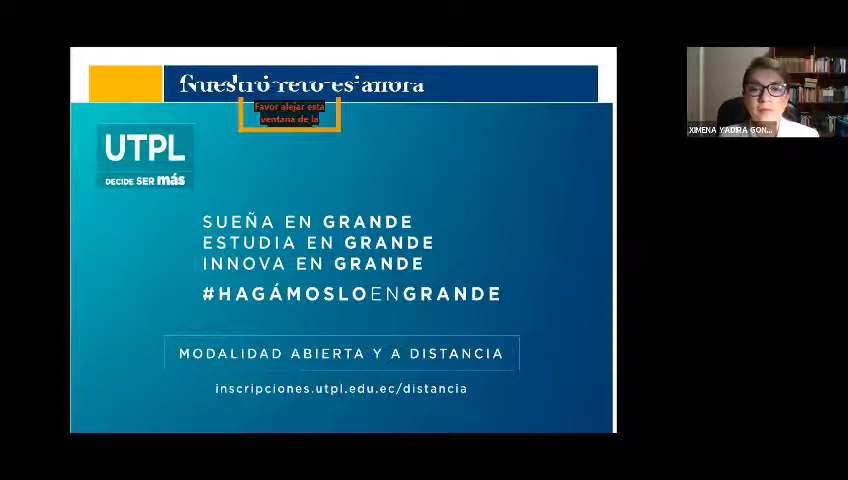 Nuestro reto es ahora
Favor alejar esta
ventana de la
UTPL
DECIDE SER más
SUEÑA EN GRANDE
ESTUDIA EN GRANDE
INNOVA EN GRANDE
#HAGÁMOSLOENGRANDE
MODALIDAD ABIERTA Y A DISTANCIA
inscripciones.utpl.edu.ec/distancia
XIMENA YADIRA GON...